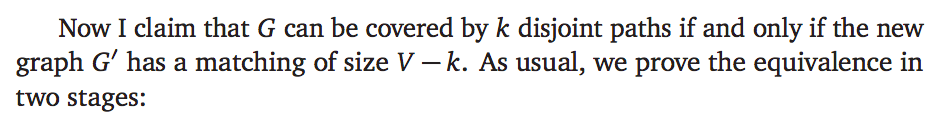 Now I claim that G can be covered by k disjoint paths if and only if the new
graph G′ has a matching of size V − k. As usual, we prove the equivalence in
two stages: